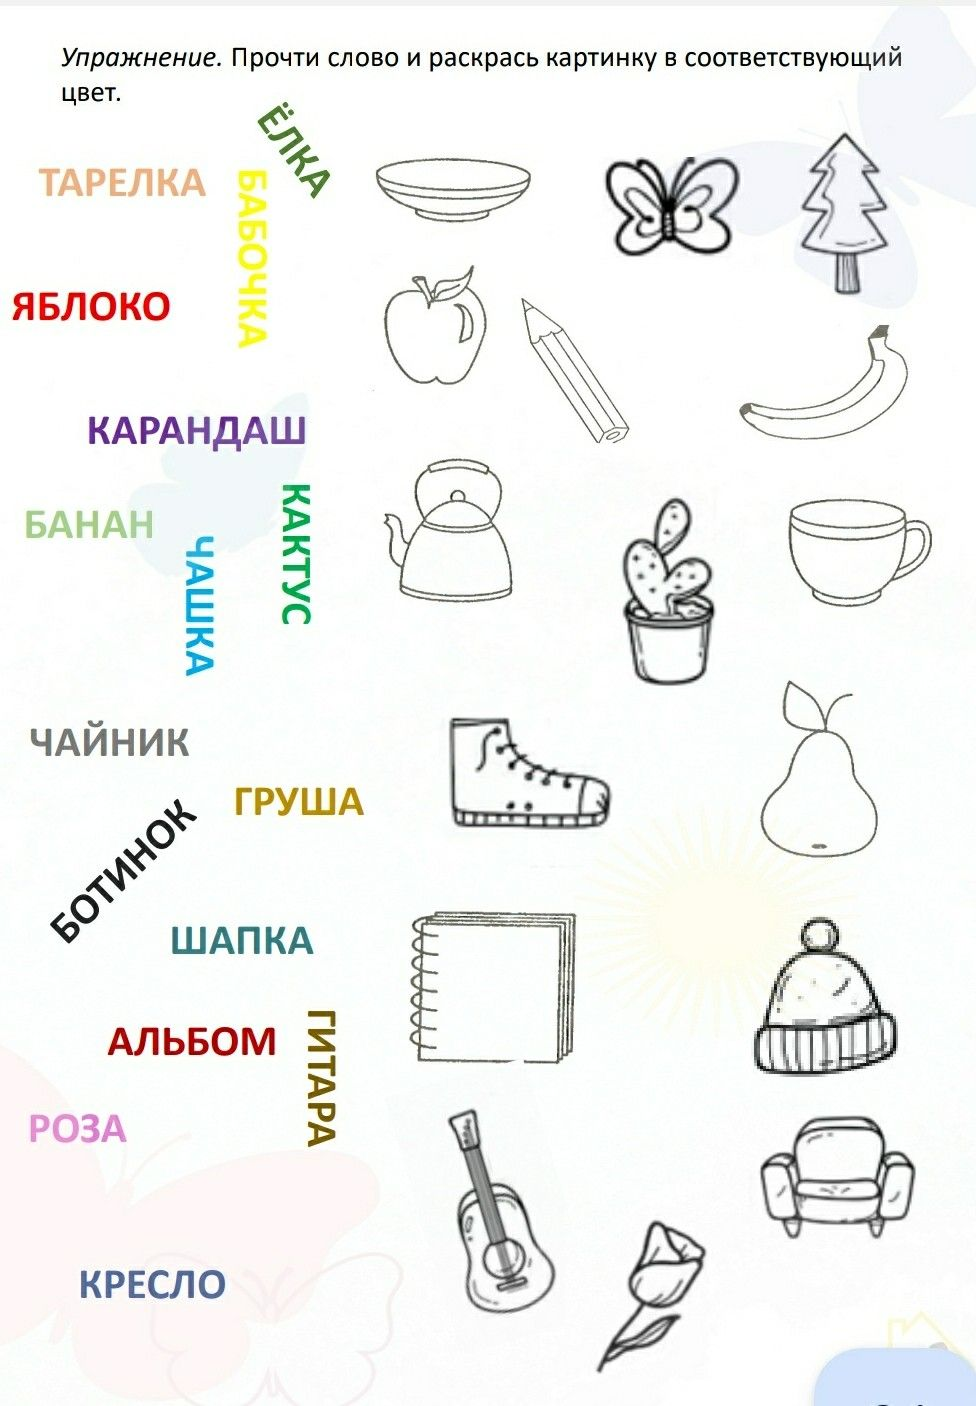 Упражнение. Прочти слово и раскрась картинку в соответствующий
цвет.
ЁЛКА
ТАРЕЛКА
БАБОЧКА
ЯБЛОКО
КАРАНДАШ
КАКТУС
БАНАН
ЧАШКА
ЧАЙНИК
ГРУША
БОТИНОК
ШАПКА
АЛЬБОМ
ГИТАРА
РОЗА
КРЕСЛО